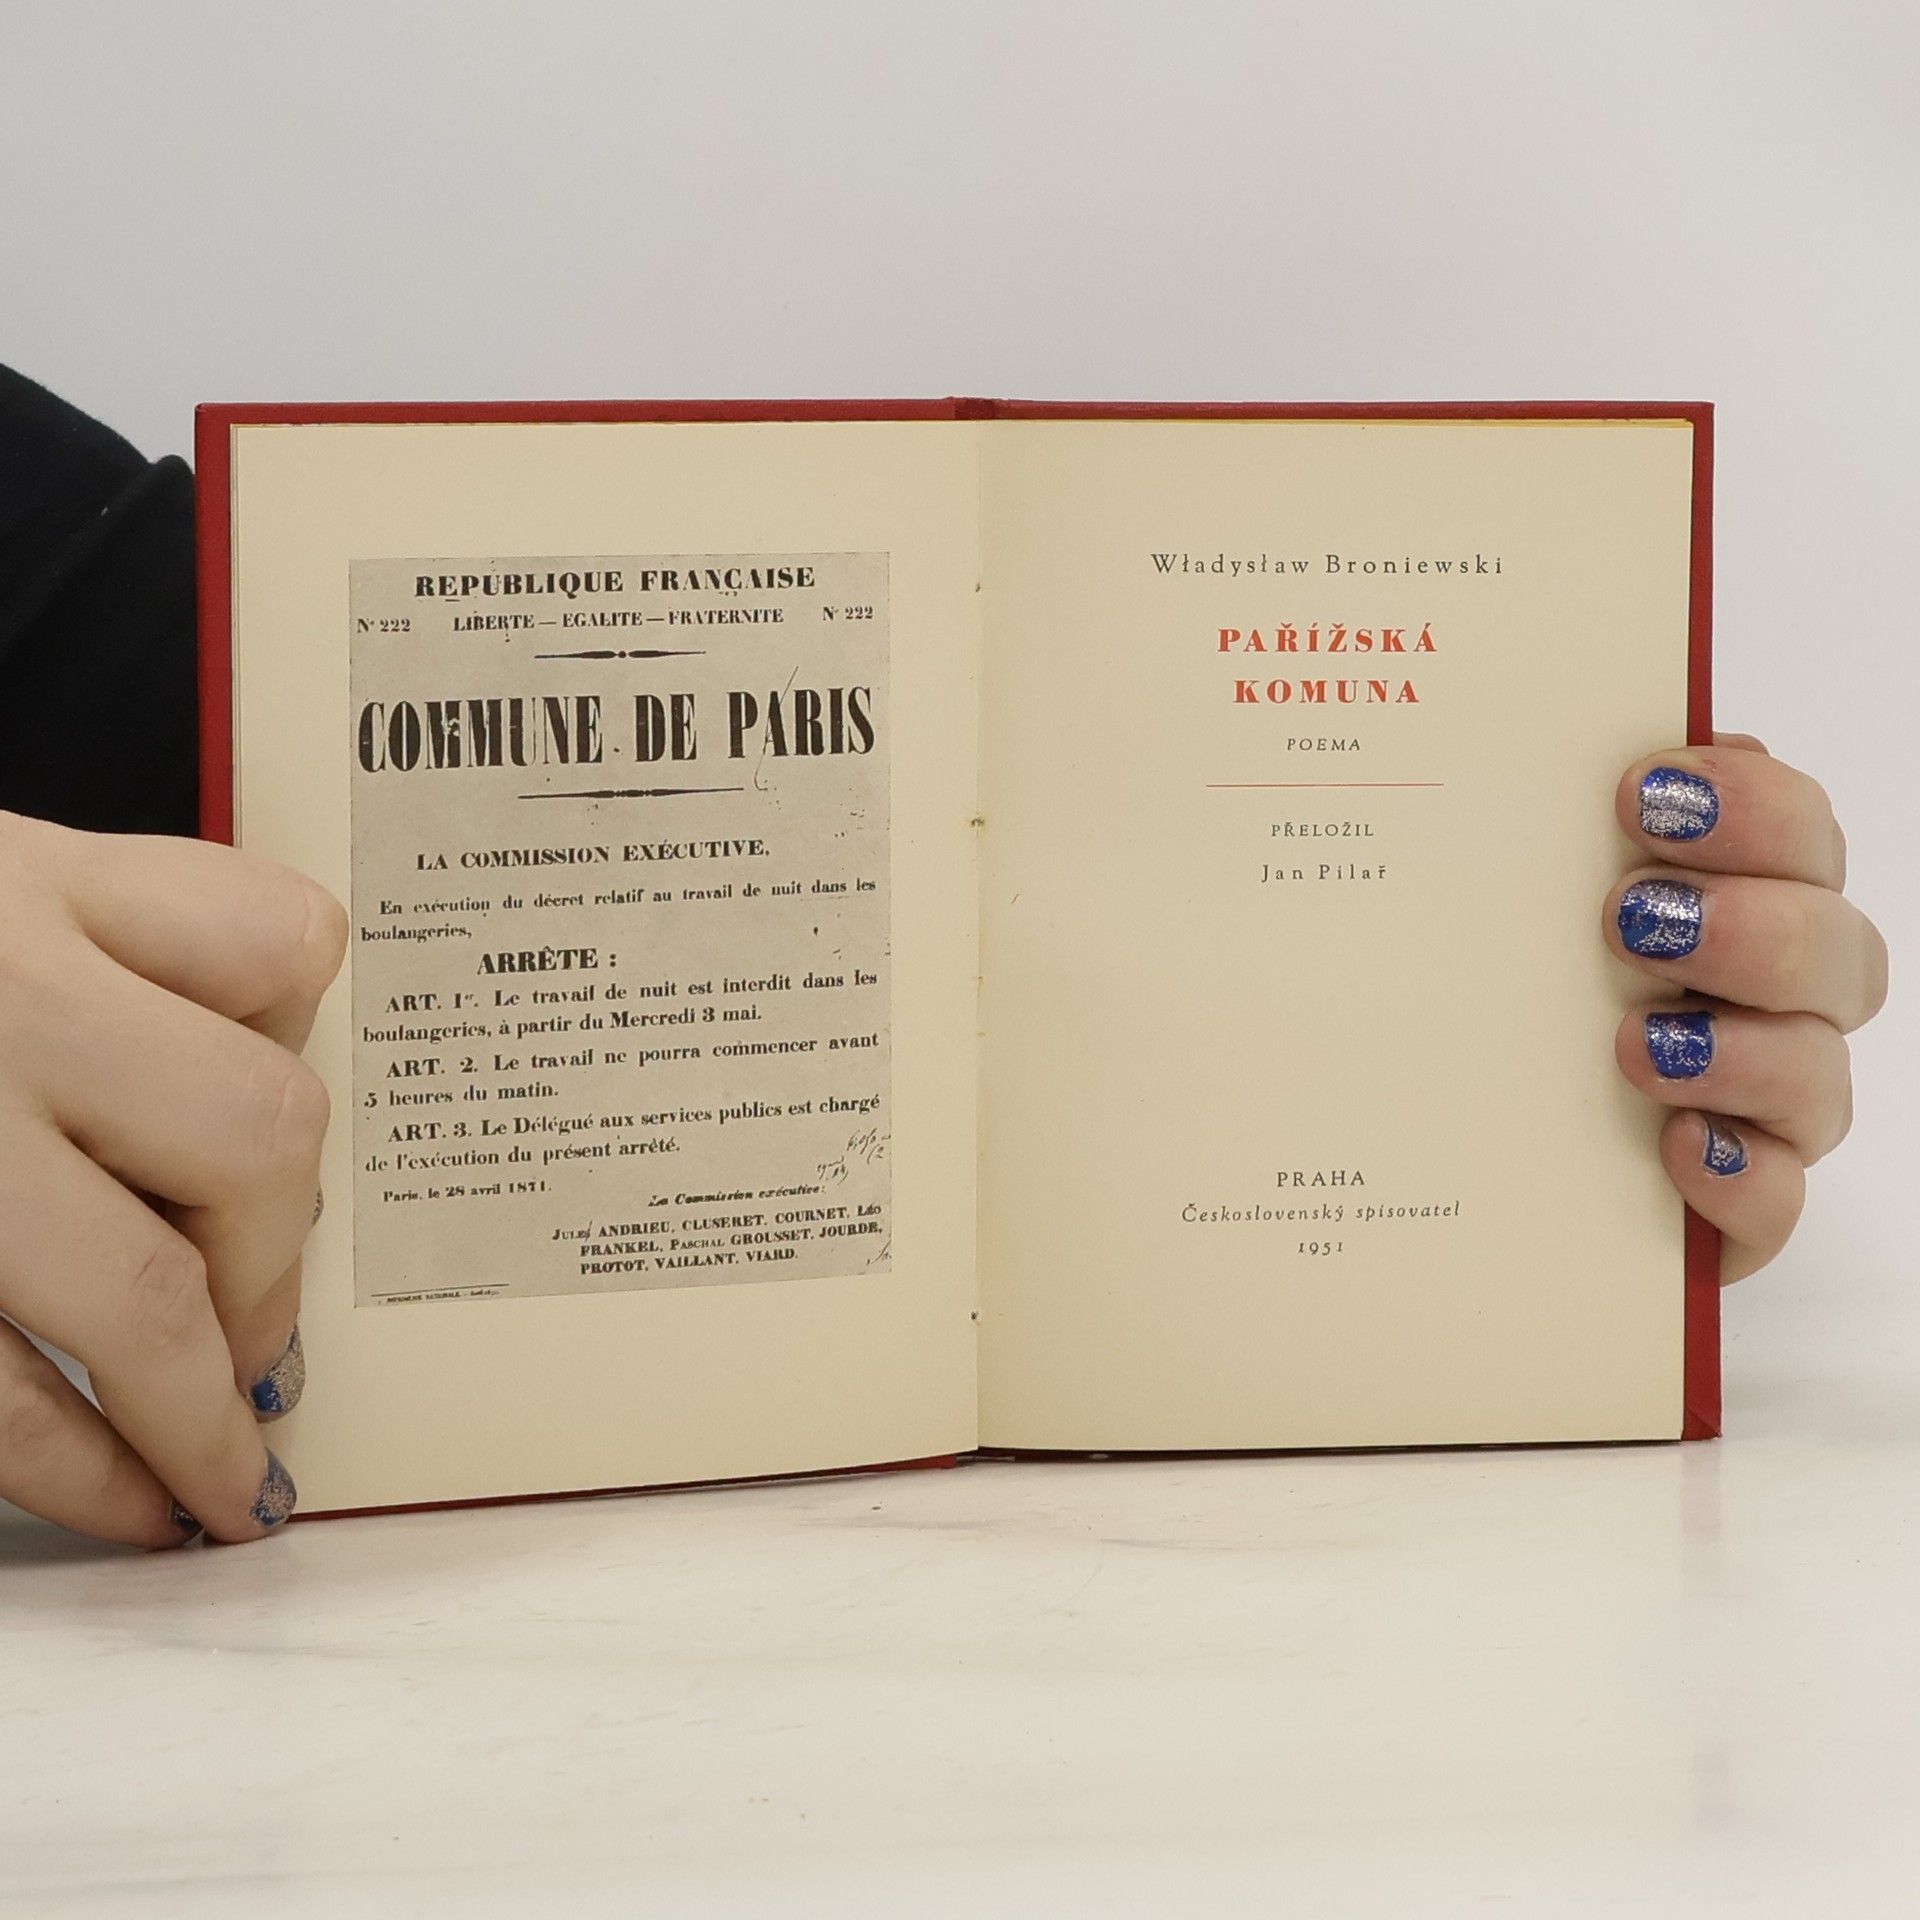 REPUBLIQUE FRANÇAISE
N° 222 LIBERTE — EGALITE — FRATERNITE N° 222
COMMUNE DE PARIS
LA COMMISSION EXÉCUTIVE,
En exécution du décret relatif au travail de nuit dans les
boulangeries,
ARRÊTE :
ART. 1er. Le travail de nuit est interdit dans les
boulangeries, à partir du Mercredi 3 mai.
ART. 2. Le travail ne pourra commencer avant
5 heures du matin.
ART. 3. Le Délégué aux services publics est chargé
de l'exécution du présent arrêté.
Paris, le 28 avril 1871.
La Commission exécutive:
JULES ANDRIEU, CLUSERET, COURNET, LÉO
FRANKEL, PASCHAL GROUSSET, JOURDE,
PROTOT, VAILLANT, VIARD.
IMPRIMERIE NATIONALE
Władysław Broniewski
PAŘÍŽSKÁ
KOMUNA
POEMA
PŘELOŽIL
Jan Pilař
PRAHA
Československý spisovatel
1951